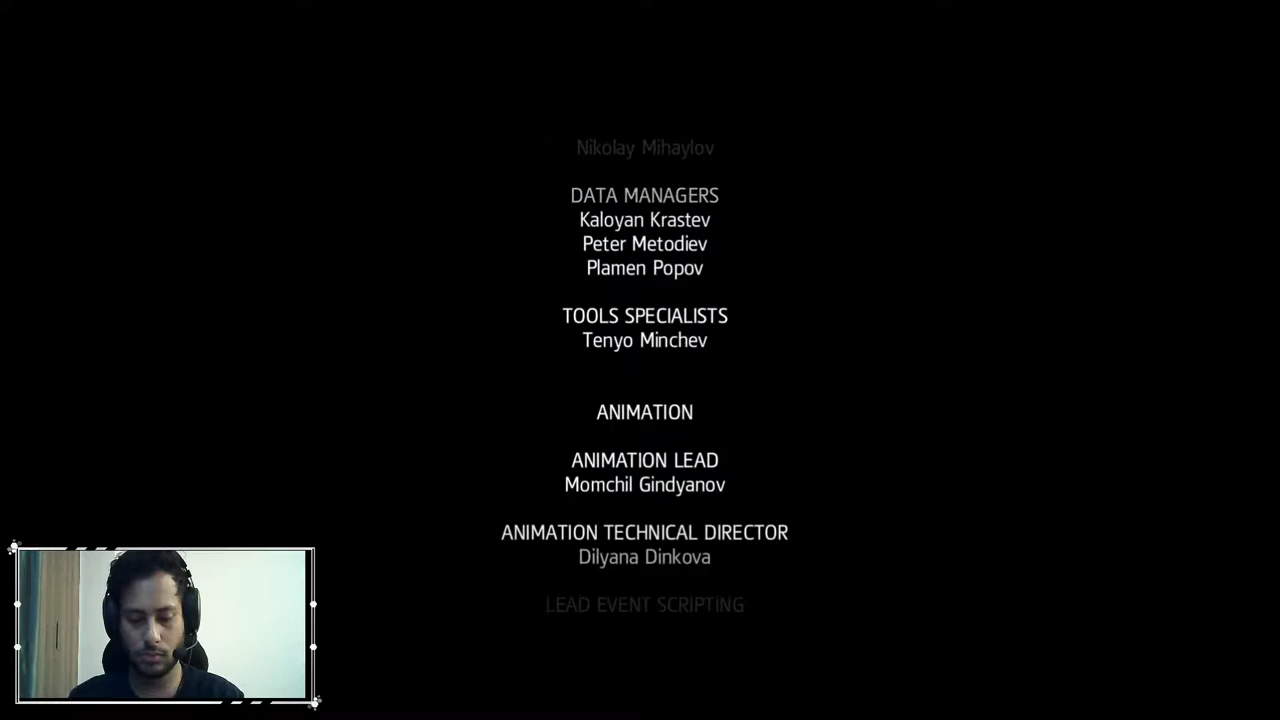 Nikolay Mihaylov
DATA MANAGERS
Kaloyan Krastev
Peter Metodiev
Plamen Popov
TOOLS SPECIALISTS
Tenyo Minchev
ANIMATION
ANIMATION LEAD
Momchil Gindyanov
ANIMATION TECHNICAL DIRECTOR
Dilyana Dinkova
LEAD EVENT SCRIPTING